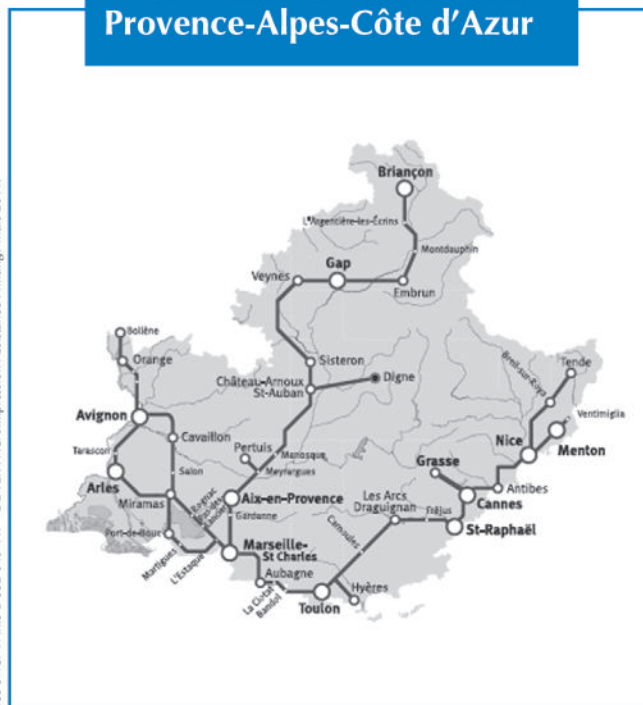 Provence-Alpes-Côte d'Azur
Briançon
L'Argentière-les-Écrins
Montdauphin
Gap
Veynes
Embrun
Bollène
Orange
Sisteron
Château-Arnoux
St-Auban
Digne
Tende
Breil-sur-Roya
Avignon
Cavaillon
Ventimiglia
Tarascon
Pertuis
Manosque
Nice
Menton
Salon
Meyrargues
Grasse
Arles
Miramas
Rognac
Aix-en-Provence
Antibes
Cannes
Les Arcs
Draguignan
Fréjus
St-Raphaël
Gardanne
Port-de-Bouc
Carnoules
Martigues
L'Estaque
Marseille-
St Charles
Aubagne
La Ciotat
Bandol
Toulon
Hyères